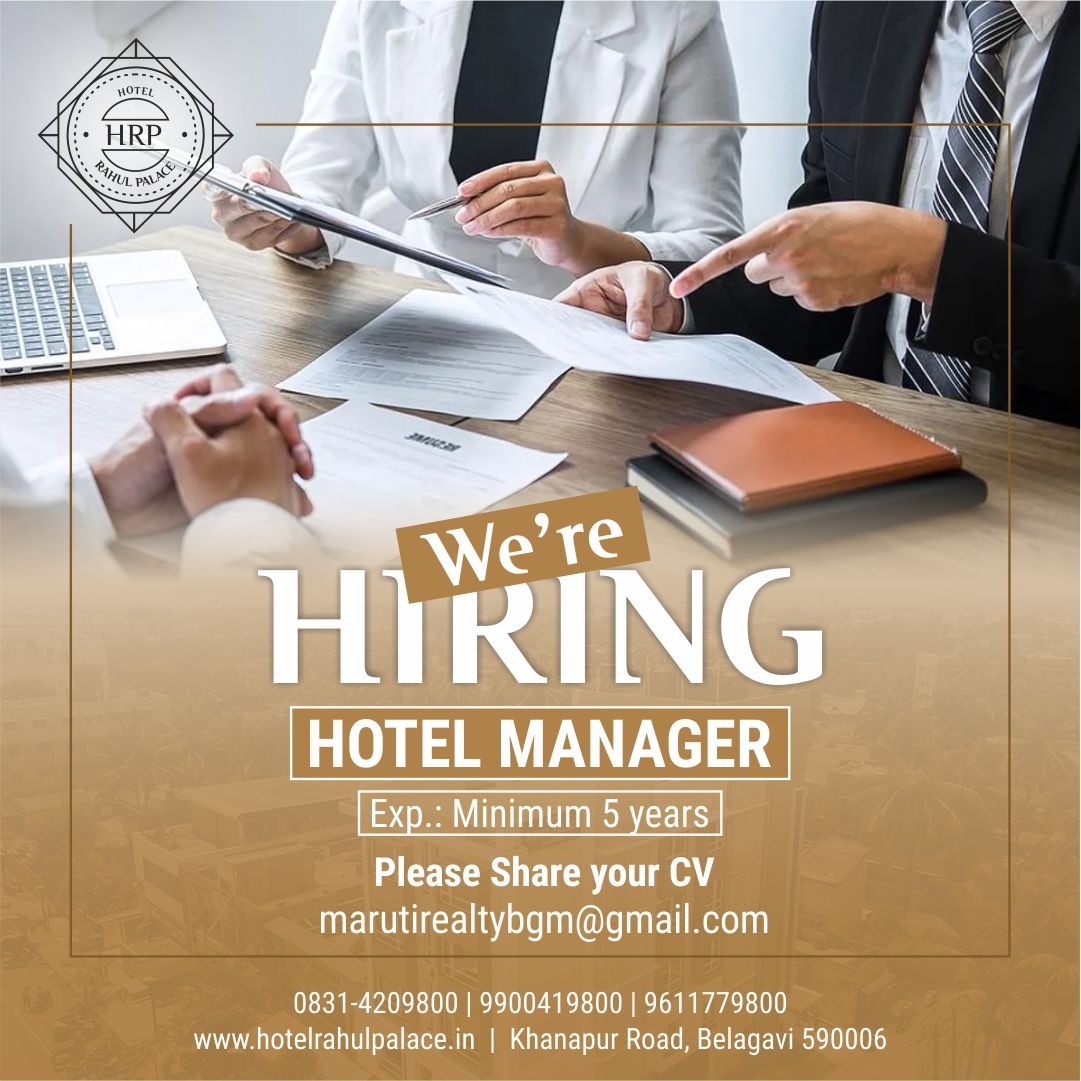 HOTEL
HRP
RAHUL PALACE
RESUME
We're
HIRING
HOTEL MANAGER
Exp.: Minimum 5 years
Please Share your CV
marutirealtybgm@gmail.com
0831-4209800 | 9900419800 | 9611779800
www.hotelrahulpalace.in | Khanapur Road, Belagavi 590006